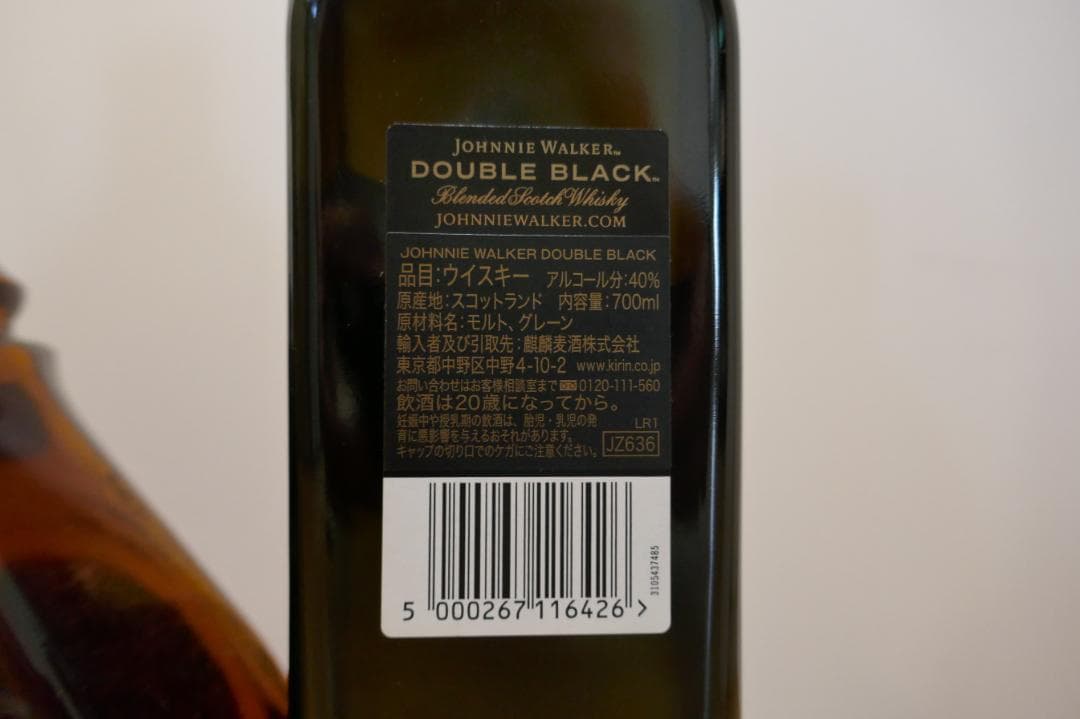 JOHNNIE WALKER™
DOUBLE BLACK™
Blended Scotch Whisky
JOHNNIEWALKER.COM
JOHNNIE WALKER DOUBLE BLACK
品目:ウイスキー アルコール分:40%
原産地:スコットランド 内容量:700ml
原材料名:モルト、グレーン
輸入者及び引取先:麒麟麦酒株式会社
東京都中野区中野4-10-2 www.kirin.co.jp
お問い合わせはお客様相談室まで 0120-111-560
飲酒は20歳になってから。
妊娠中や授乳期の飲酒は、胎児・乳児の発 LR1
育に悪影響を与えるおそれがあります。
キャップの切り口でのケガにご注意ください。 JZ636
3105437485
5 000267 116426 >